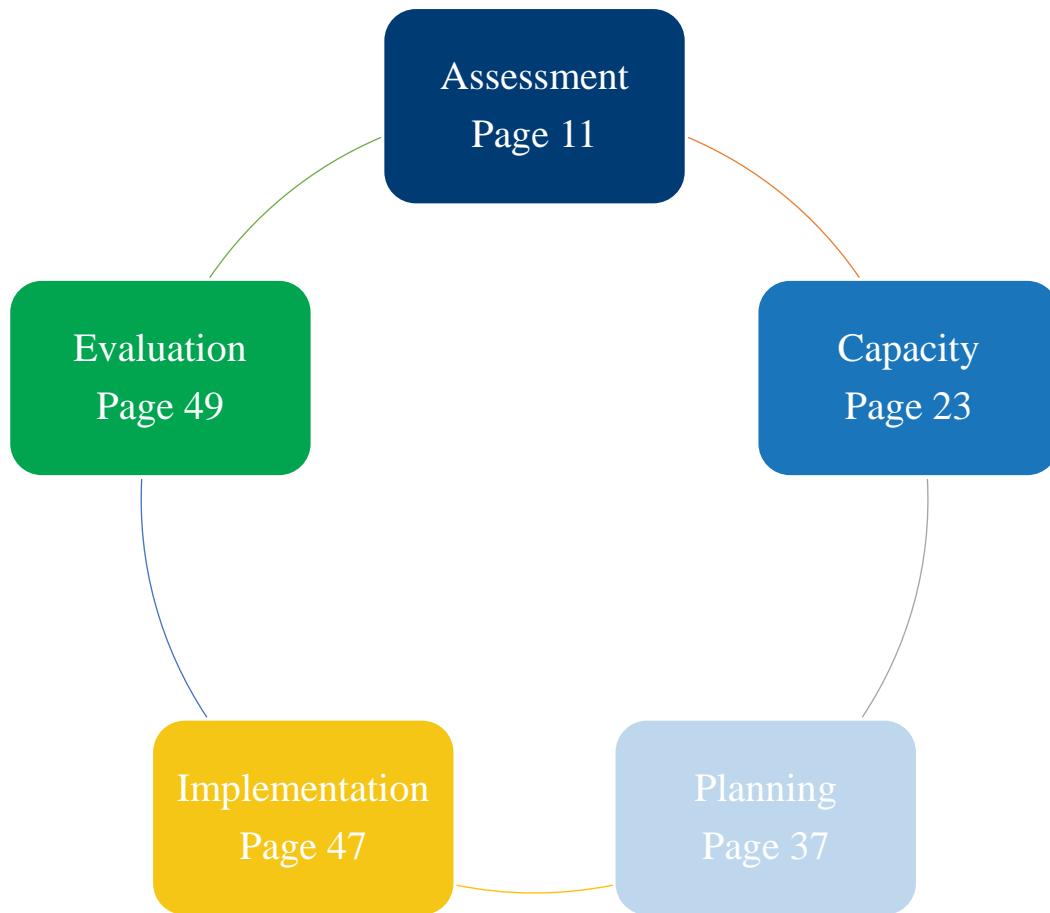 Assessment
Page 11
Capacity
Page 23
Planning
Page 37
Implementation
Page 47
Evaluation
Page 49